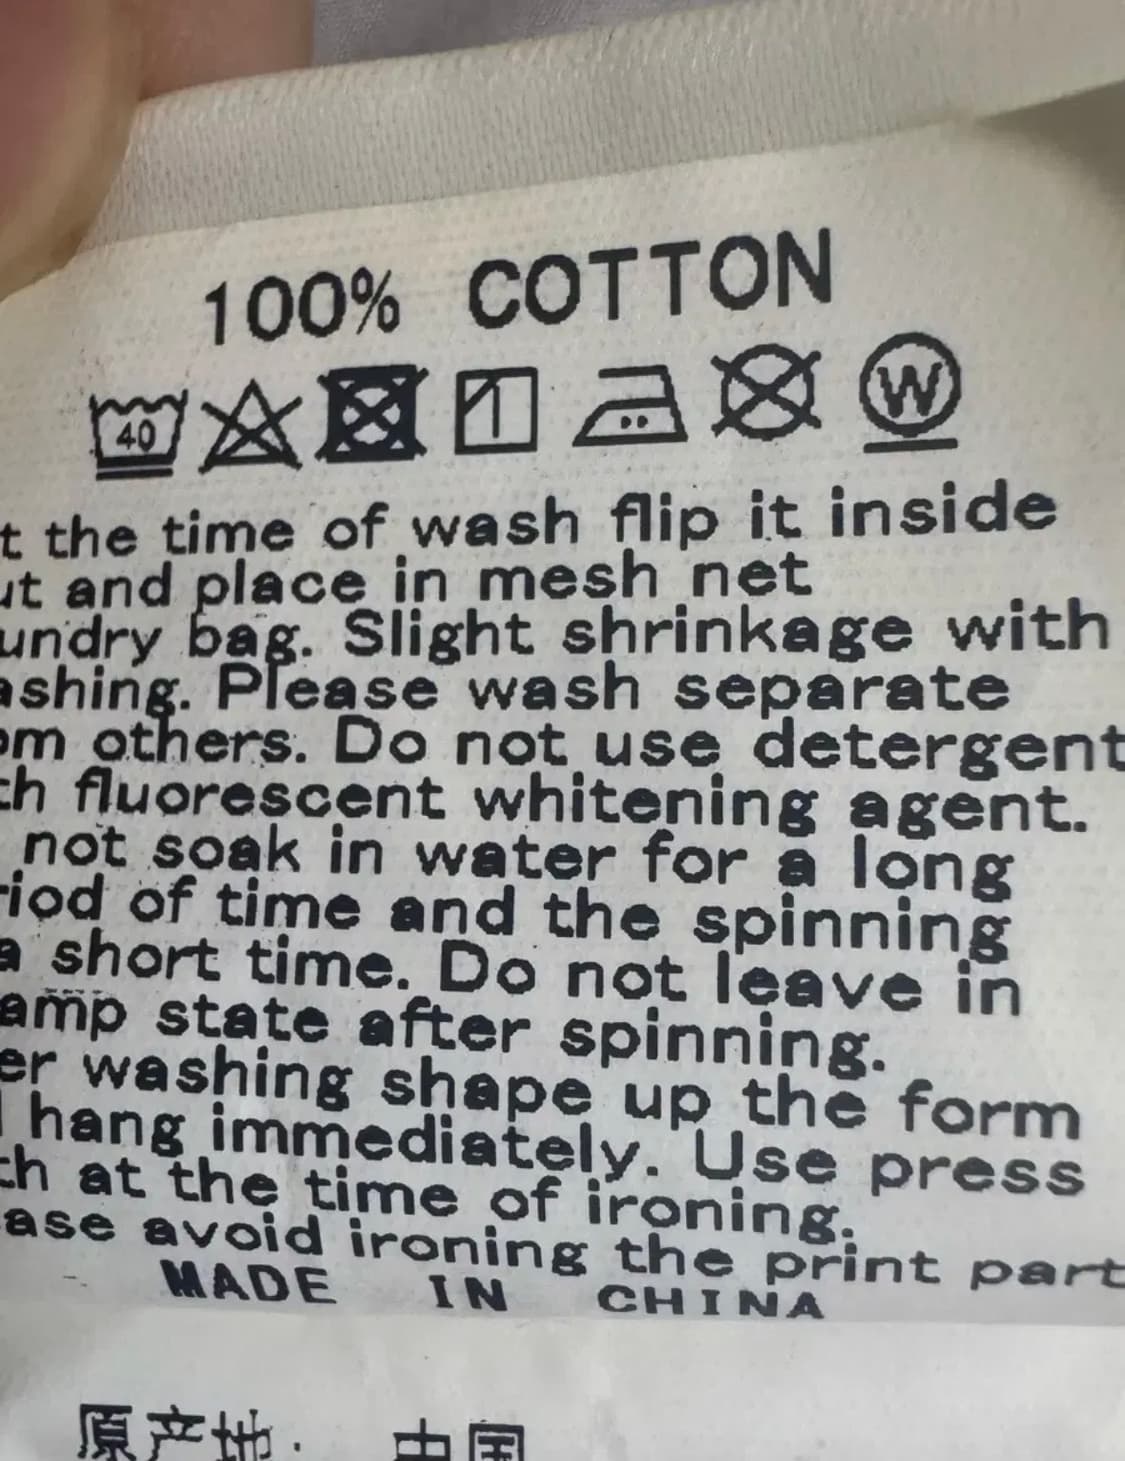 100% COTTON
40 W
t the time of wash flip it inside
ut and place in mesh net
undry bag. Slight shrinkage with
ashing. Please wash separate
om others. Do not use detergent
th fluorescent whitening agent.
not soak in water for a long
riod of time and the spinning
a short time. Do not leave in
amp state after spinning.
er washing shape up the form
hang immediately. Use press
th at the time of ironing.
ase avoid ironing the print part
MADE IN CHINA
原产地: 中国